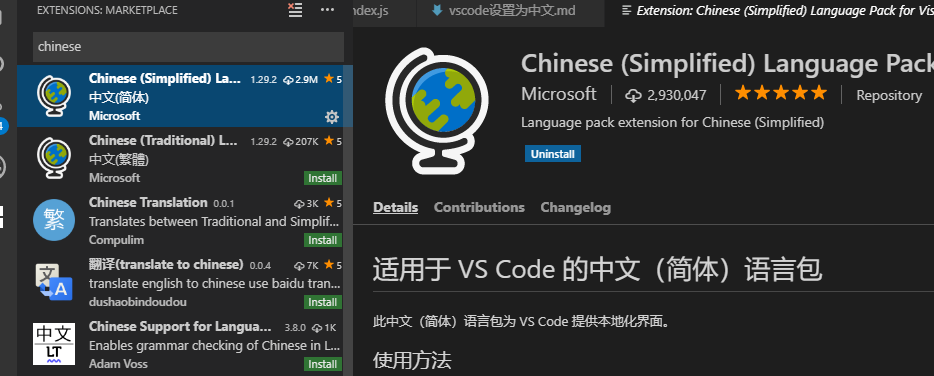 EXTENSIONS: MARKETPLACE
chinese
Chinese (Simplified) La... 1.29.2 2.9M 5
中文(简体)
Microsoft
Chinese (Traditional) L... 1.29.2 207K 5
中文(繁體)
Microsoft Install
繁
Chinese Translation 0.0.1 3K 5
Translates between Traditional and Simplif...
Compulim Install
文 A
翻译(translate to chinese) 0.0.4 7K 5
translate english to chinese use baidu tran...
dushaobindoudou Install
中文
LT
Chinese Support for Langua... 3.8.0 1K
Enables grammar checking of Chinese in L...
Adam Voss Install
ndex.js
vscode设置为中文.md
Extension: Chinese (Simplified) Language Pack for Vis
Chinese (Simplified) Language Pack
Microsoft 2,930,047 Repository
Language pack extension for Chinese (Simplified)
Uninstall
Details Contributions Changelog
适用于 VS Code 的中文（简体）语言包
此中文（简体）语言包为 VS Code 提供本地化界面。
使用方法